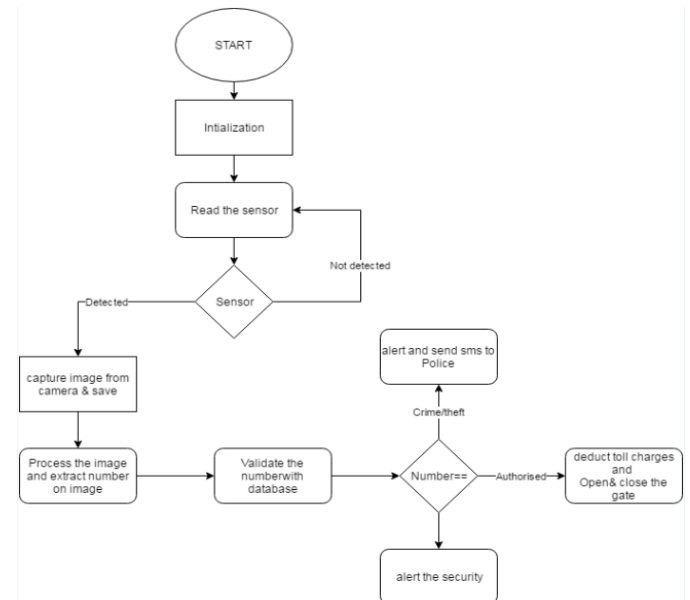 START
Intialization
Read the sensor
Not detected
Sensor
Detected
capture image from
camera & save
alert and send sms to
Police
Crime/theft
Process the image
and extract number
on image
Validate the
numberwith
database
Number==
Authorised
deduct toll charges
and
Open& close the
gate
alert the security